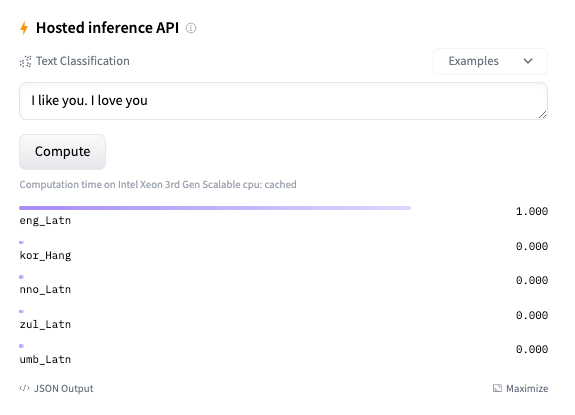 Hosted inference API
Text Classification
Examples
I like you. I love you
Compute
Computation time on Intel Xeon 3rd Gen Scalable cpu: cached
1.000
eng_Latn
0.000
kor_Hang
0.000
nno_Latn
0.000
zul_Latn
0.000
umb_Latn
</> JSON Output
Maximize